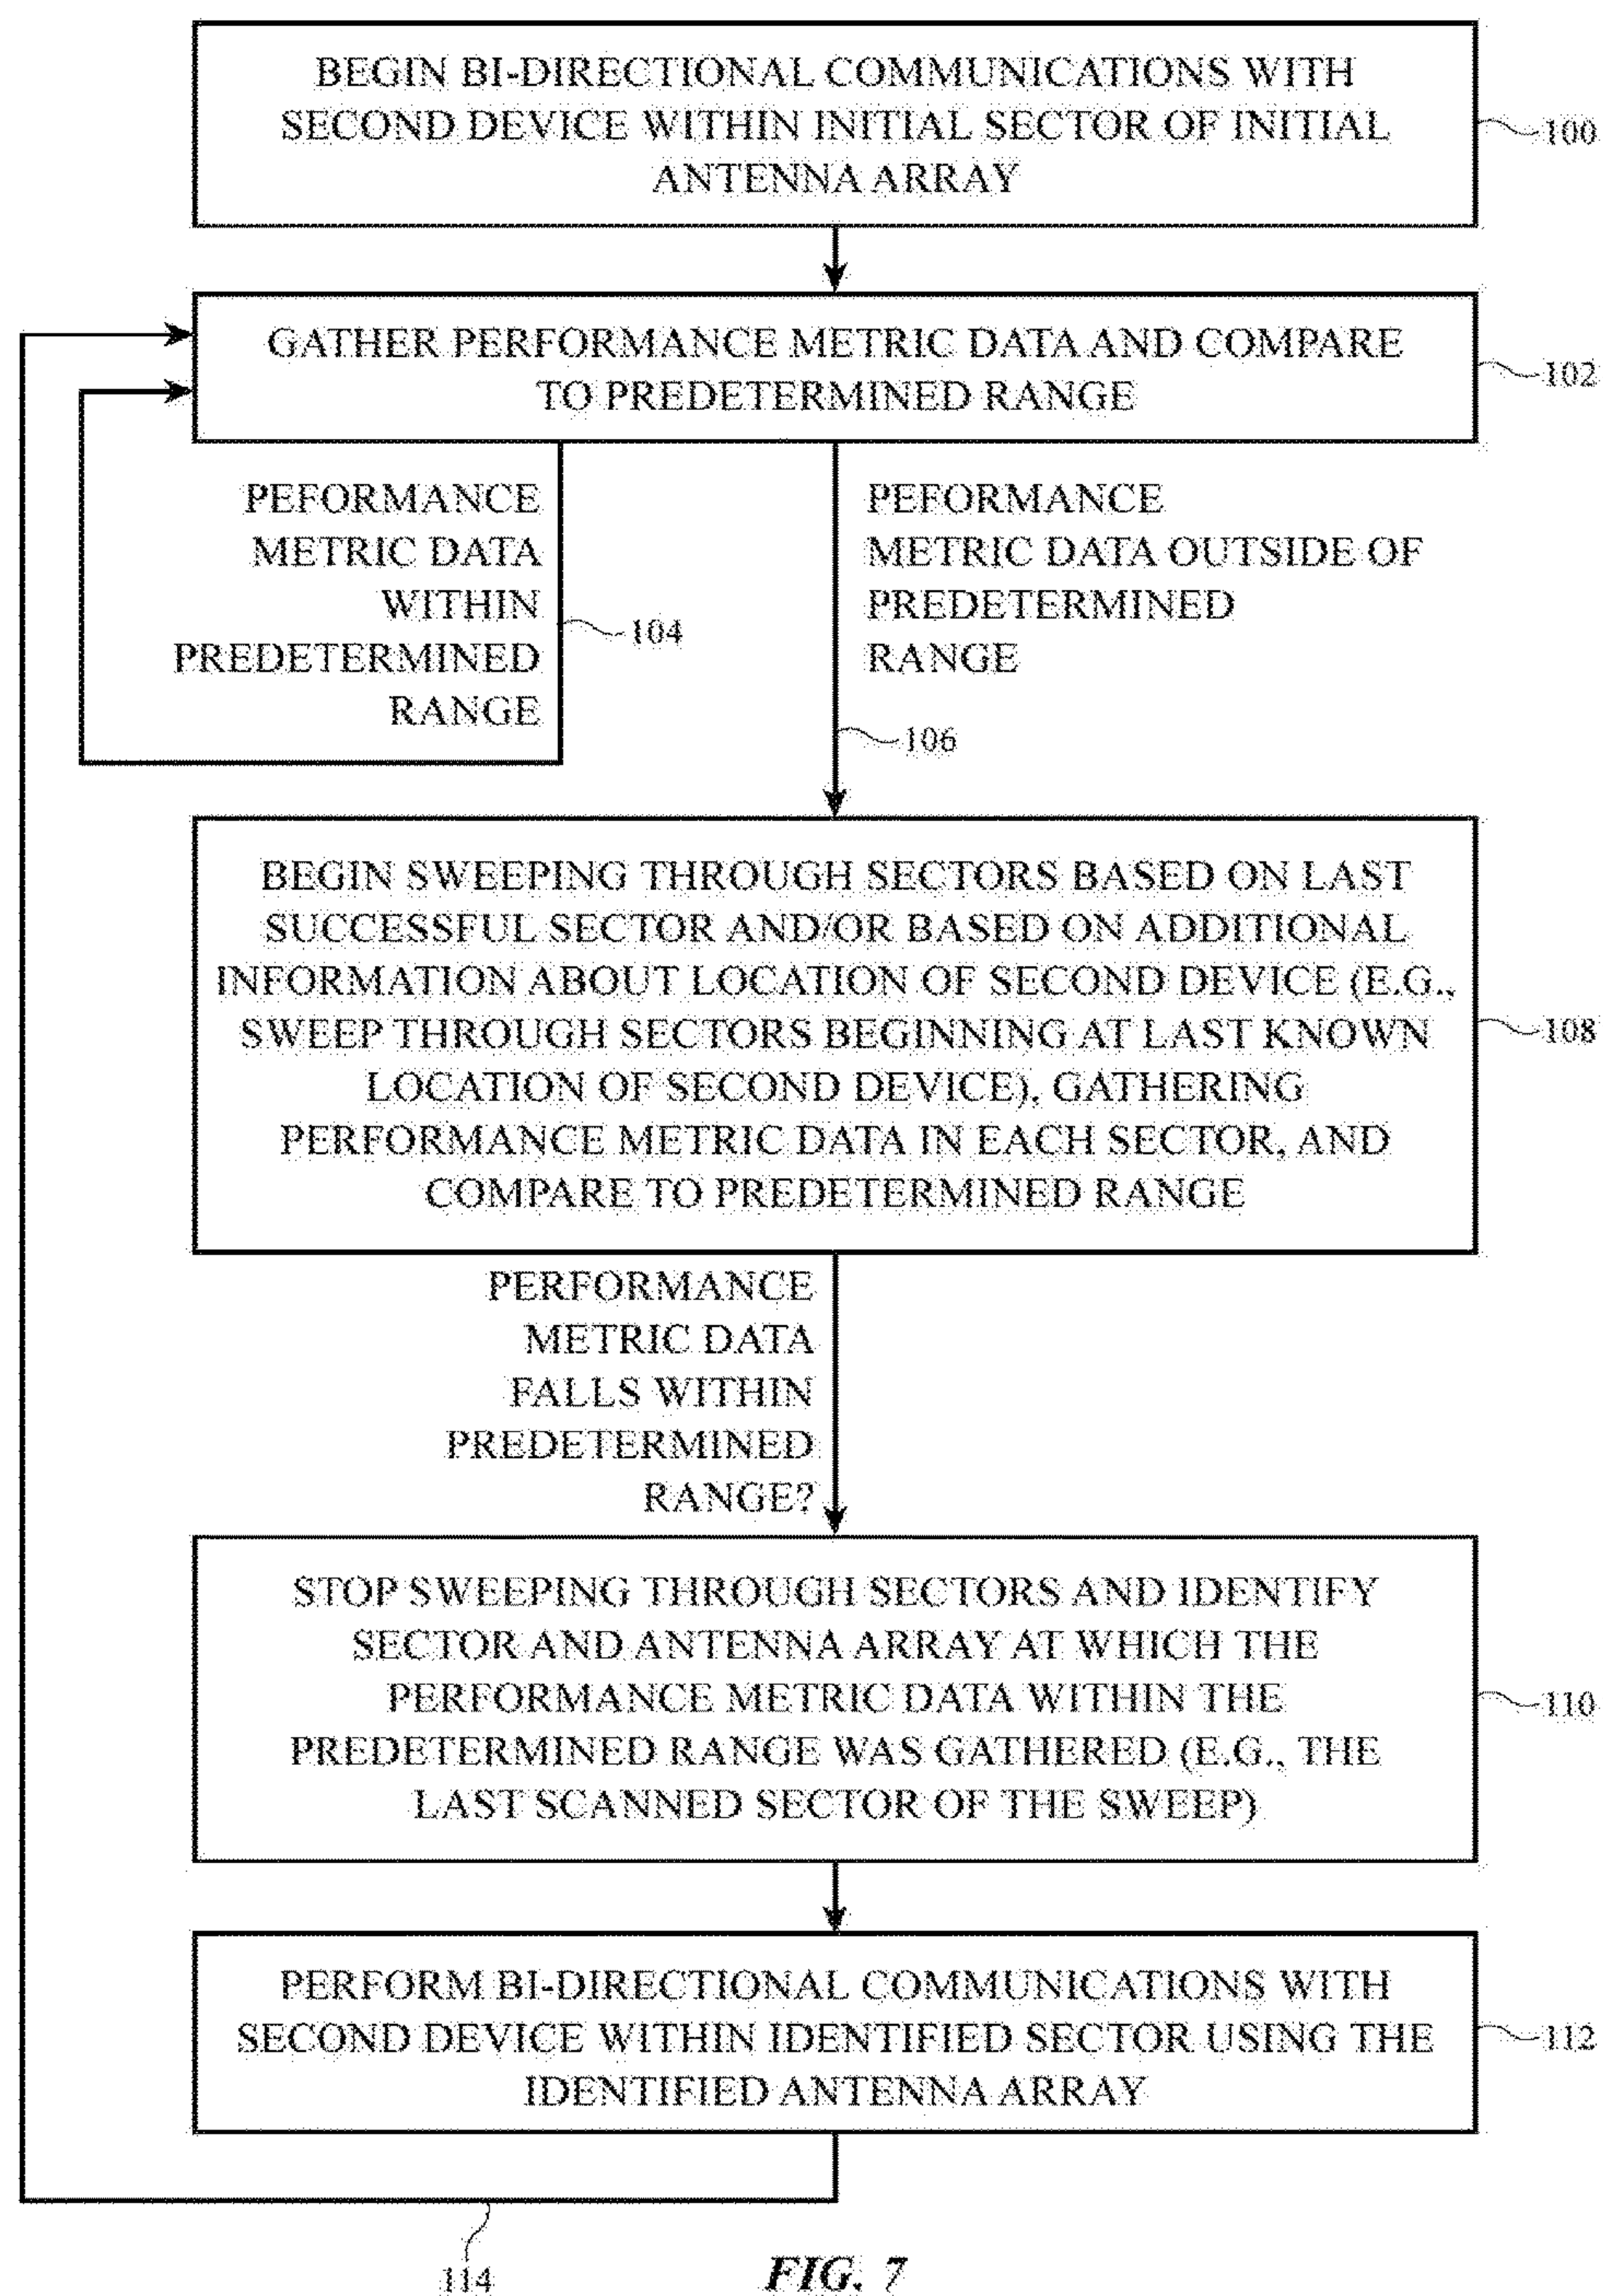 BEGIN BI-DIRECTIONAL COMMUNICATIONS WITH
SECOND DEVICE WITHIN INITIAL SECTOR OF INITIAL
ANTENNA ARRAY
100
GATHER PERFORMANCE METRIC DATA AND COMPARE
TO PREDETERMINED RANGE
102
PEFORMANCE
METRIC DATA
WITHIN
PREDETERMINED
RANGE
104
PEFORMANCE
METRIC DATA OUTSIDE OF
PREDETERMINED
RANGE
106
BEGIN SWEEPING THROUGH SECTORS BASED ON LAST
SUCCESSFUL SECTOR AND/OR BASED ON ADDITIONAL
INFORMATION ABOUT LOCATION OF SECOND DEVICE (E.G.,
SWEEP THROUGH SECTORS BEGINNING AT LAST KNOWN
LOCATION OF SECOND DEVICE), GATHERING
PERFORMANCE METRIC DATA IN EACH SECTOR, AND
COMPARE TO PREDETERMINED RANGE
108
PERFORMANCE
METRIC DATA
FALLS WITHIN
PREDETERMINED
RANGE?
STOP SWEEPING THROUGH SECTORS AND IDENTIFY
SECTOR AND ANTENNA ARRAY AT WHICH THE
PERFORMANCE METRIC DATA WITHIN THE
PREDETERMINED RANGE WAS GATHERED (E.G., THE
LAST SCANNED SECTOR OF THE SWEEP)
110
PERFORM BI-DIRECTIONAL COMMUNICATIONS WITH
SECOND DEVICE WITHIN IDENTIFIED SECTOR USING THE
IDENTIFIED ANTENNA ARRAY
112
114
FIG. 7